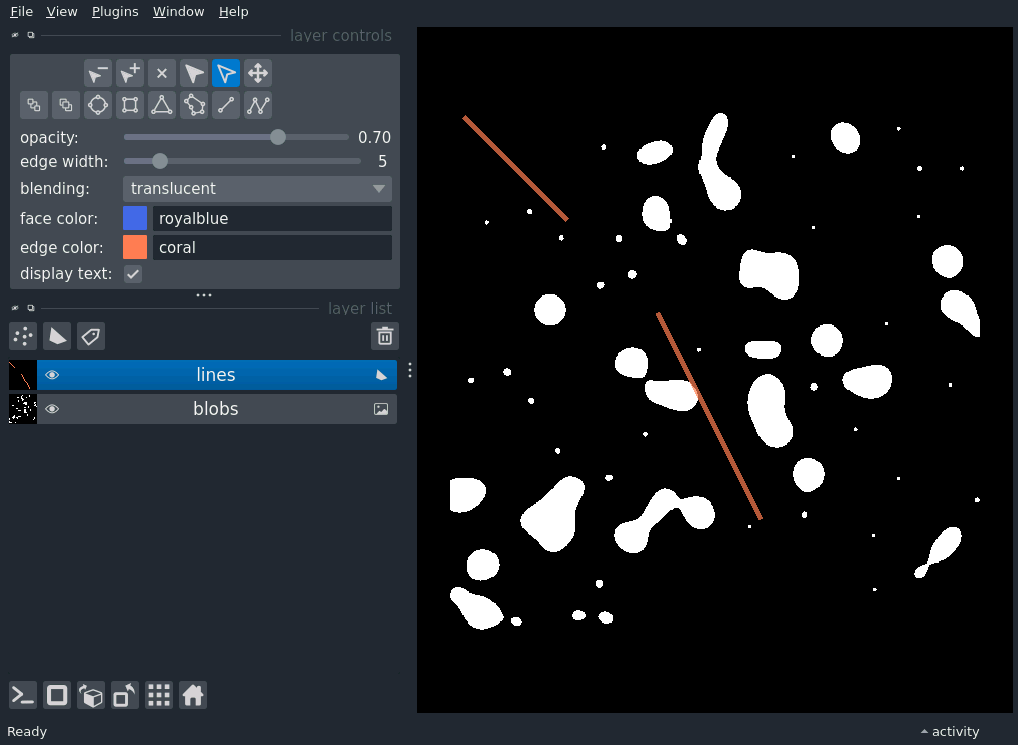 File View Plugins Window Help
layer controls
opacity: 0.70
edge width: 5
blending: translucent
face color: royalblue
edge color: coral
display text:
layer list
lines
blobs
Ready activity